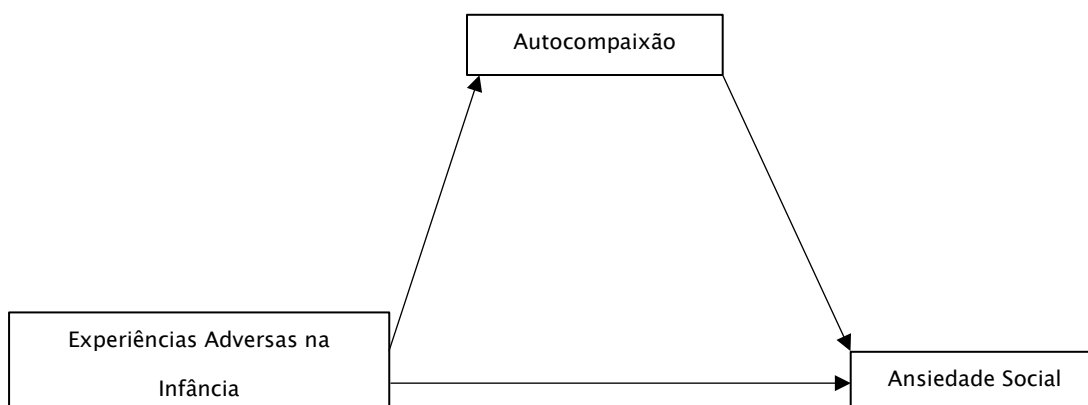 Autocompaixão
Experiências Adversas na
Infância
Ansiedade Social